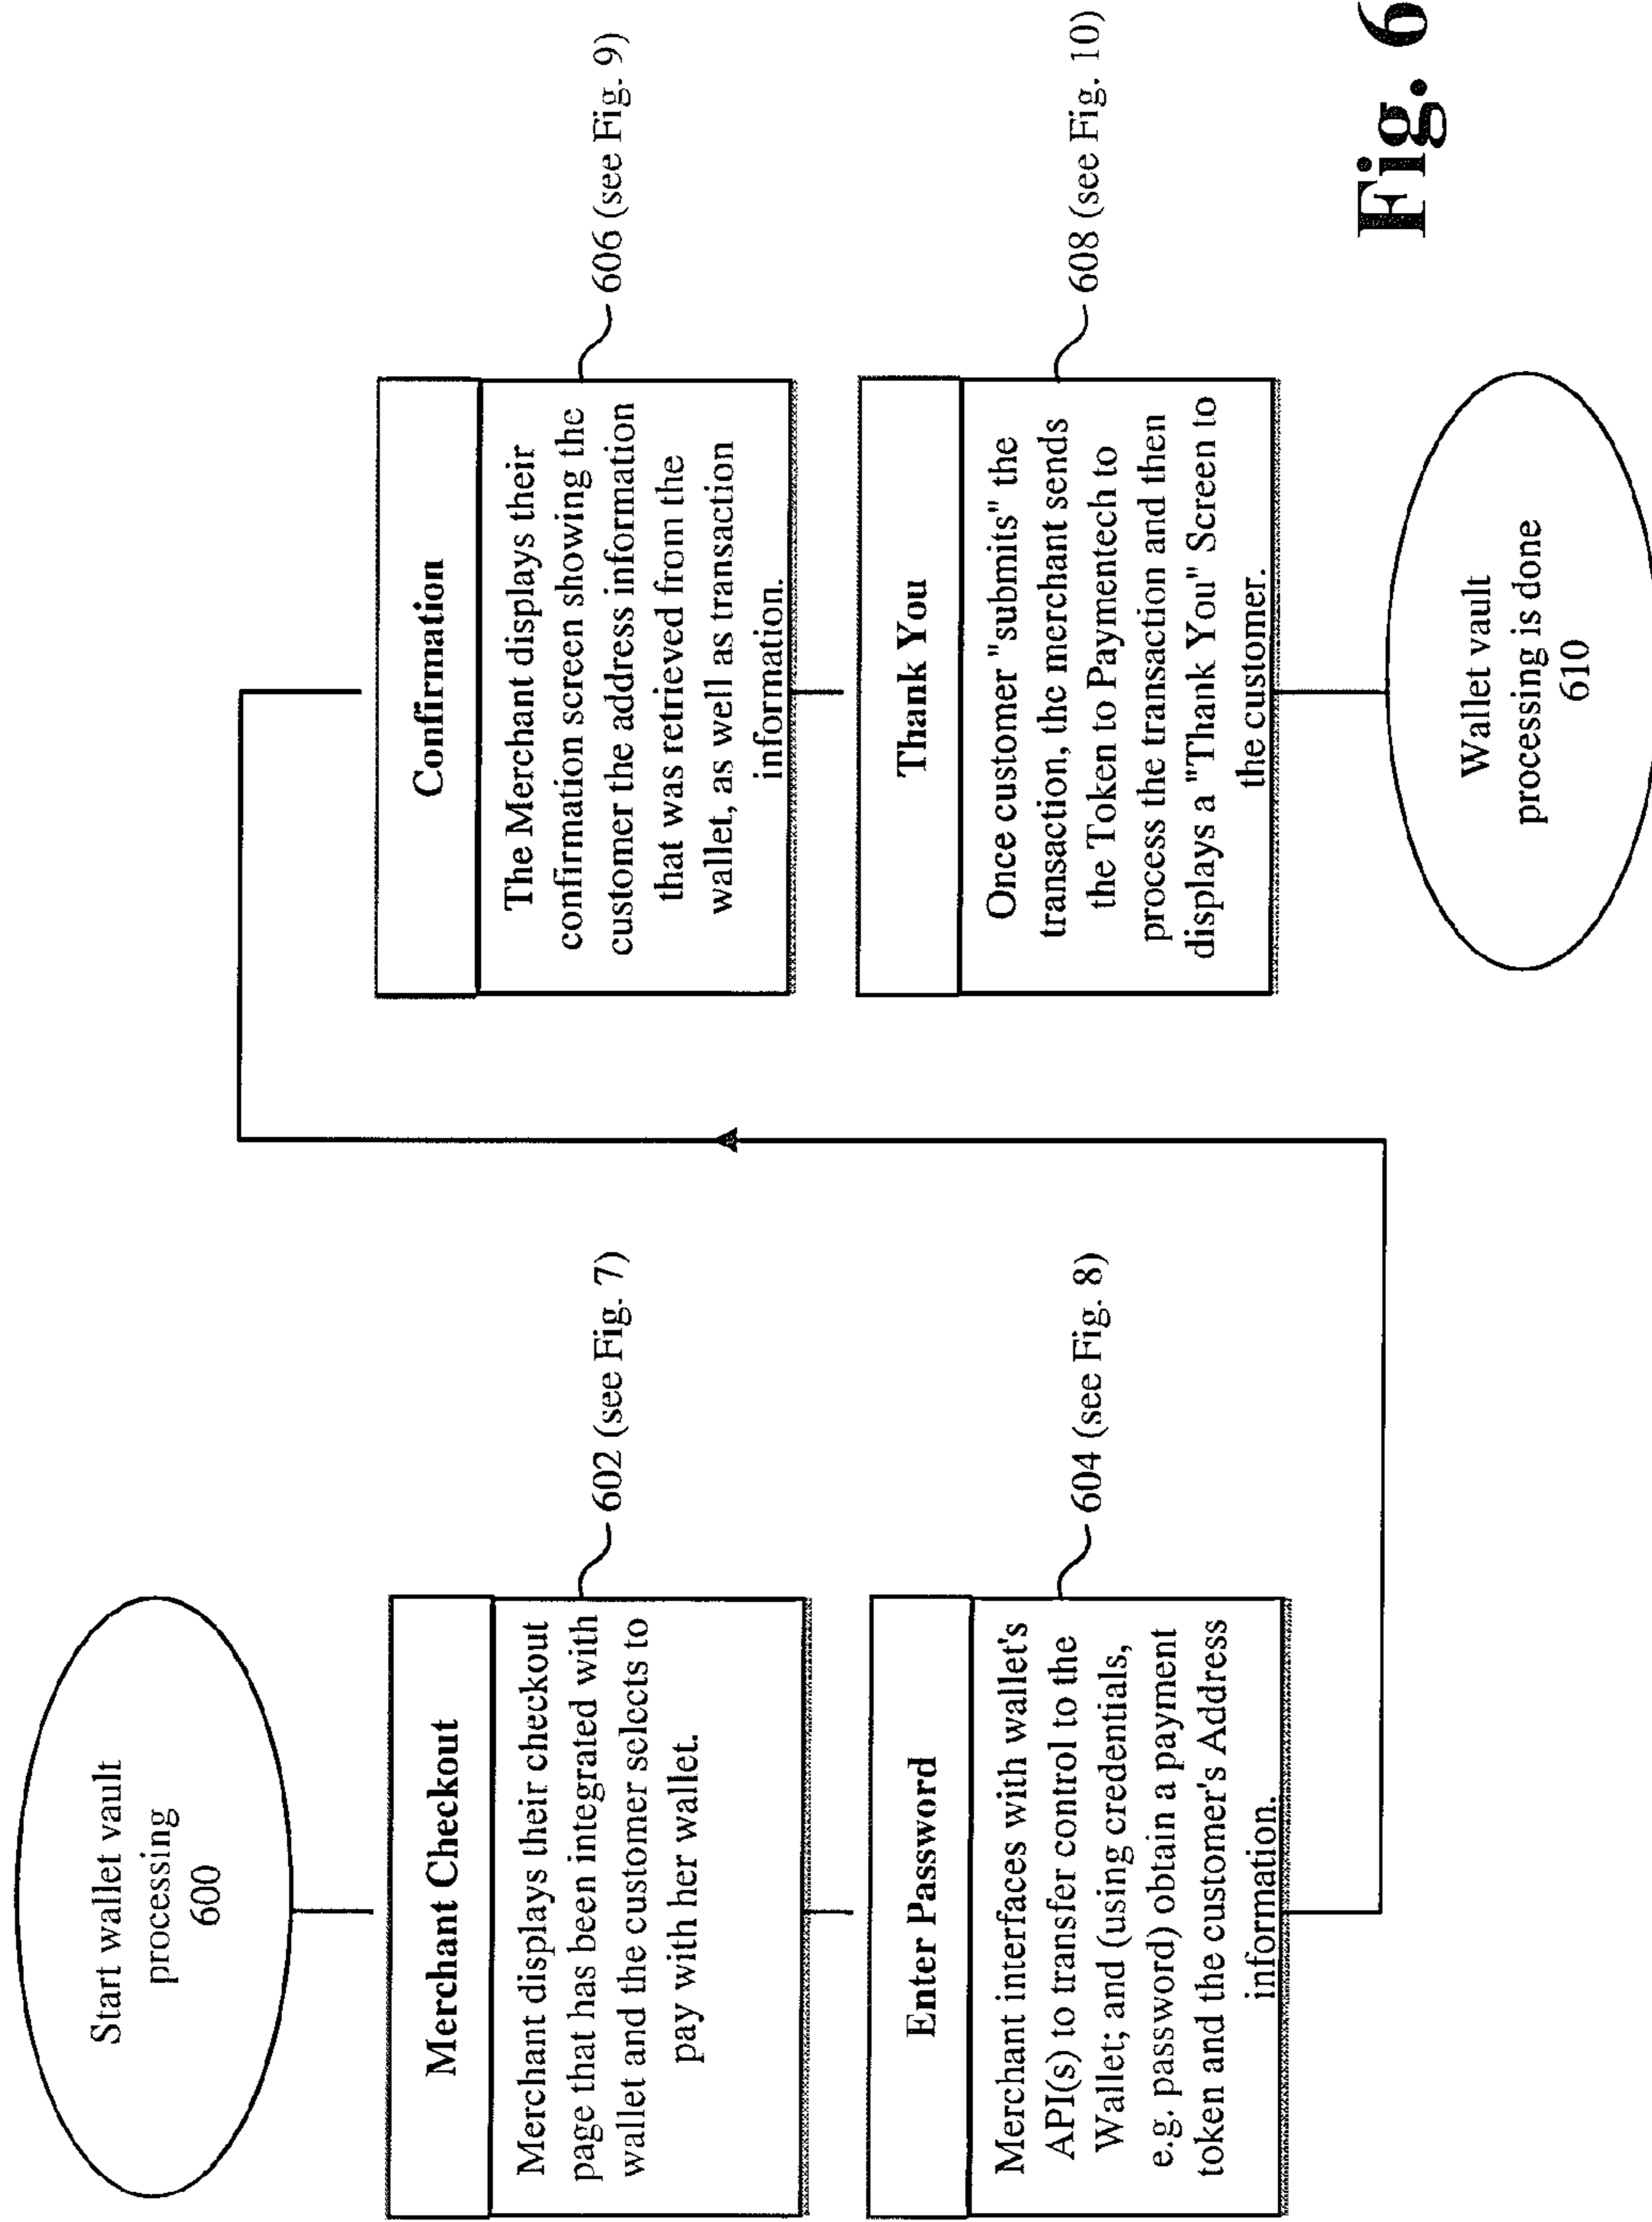 Start wallet vault
processing
600
Merchant Checkout
Merchant displays their checkout
page that has been integrated with
wallet and the customer selects to
pay with her wallet.
602 (see Fig. 7)
Enter Password
Merchant interfaces with wallet's
API(s) to transfer control to the
Wallet; and (using credentials,
e.g. password) obtain a payment
token and the customer's Address
information.
604 (see Fig. 8)
Confirmation
The Merchant displays their
confirmation screen showing the
customer the address information
that was retrieved from the
wallet, as well as transaction
information.
606 (see Fig. 9)
Thank You
Once customer "submits" the
transaction, the merchant sends
the Token to Paymentech to
process the transaction and then
displays a "Thank You" Screen to
the customer.
608 (see Fig. 10)
Wallet vault
processing is done
610
Fig. 6